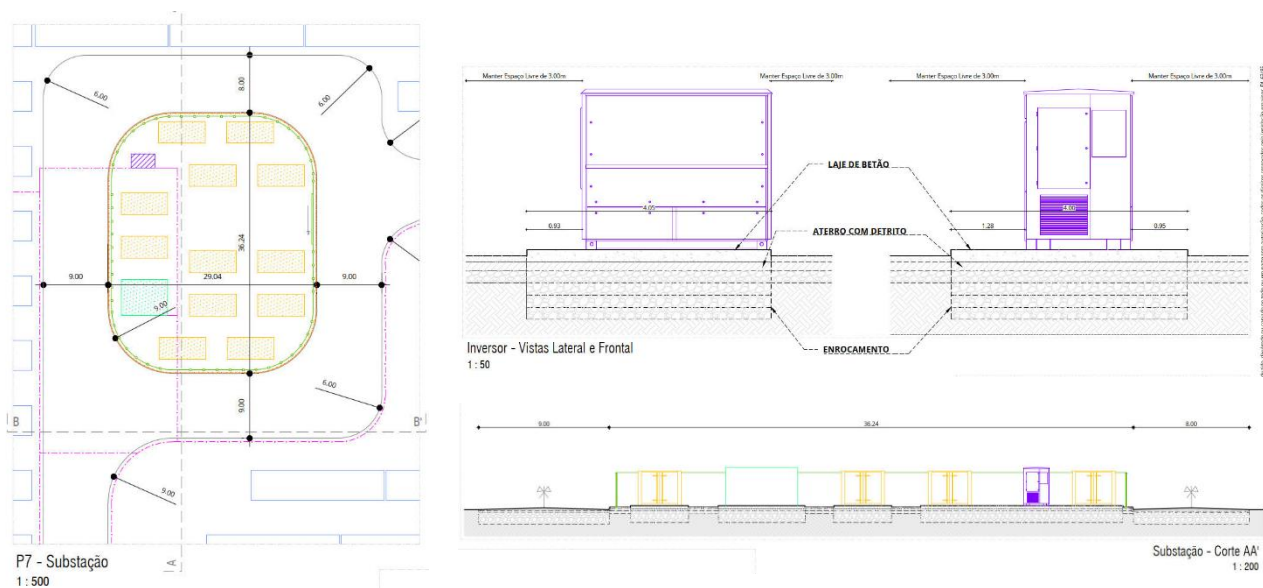 6.00
8.00
6.00
36.24
9.00
29.04
9.00
9.00
6.00
9.00
B
B'
9.00
A
P7 - Substação
1 : 500
Manter Espaço Livre de 3.00m
Manter Espaço Livre de 3.00m
Manter Espaço Livre de 3.00m
Manter Espaço Livre de 3.00m
LAJE DE BETÃO
4.05
4.00
0.93
1.28
0.95
ATERRO COM DETRITO
ENROCAMENTO
Inversor - Vistas Lateral e Frontal
1 : 50
9.00
36.24
8.00
Substação - Corte AA'
1 : 200